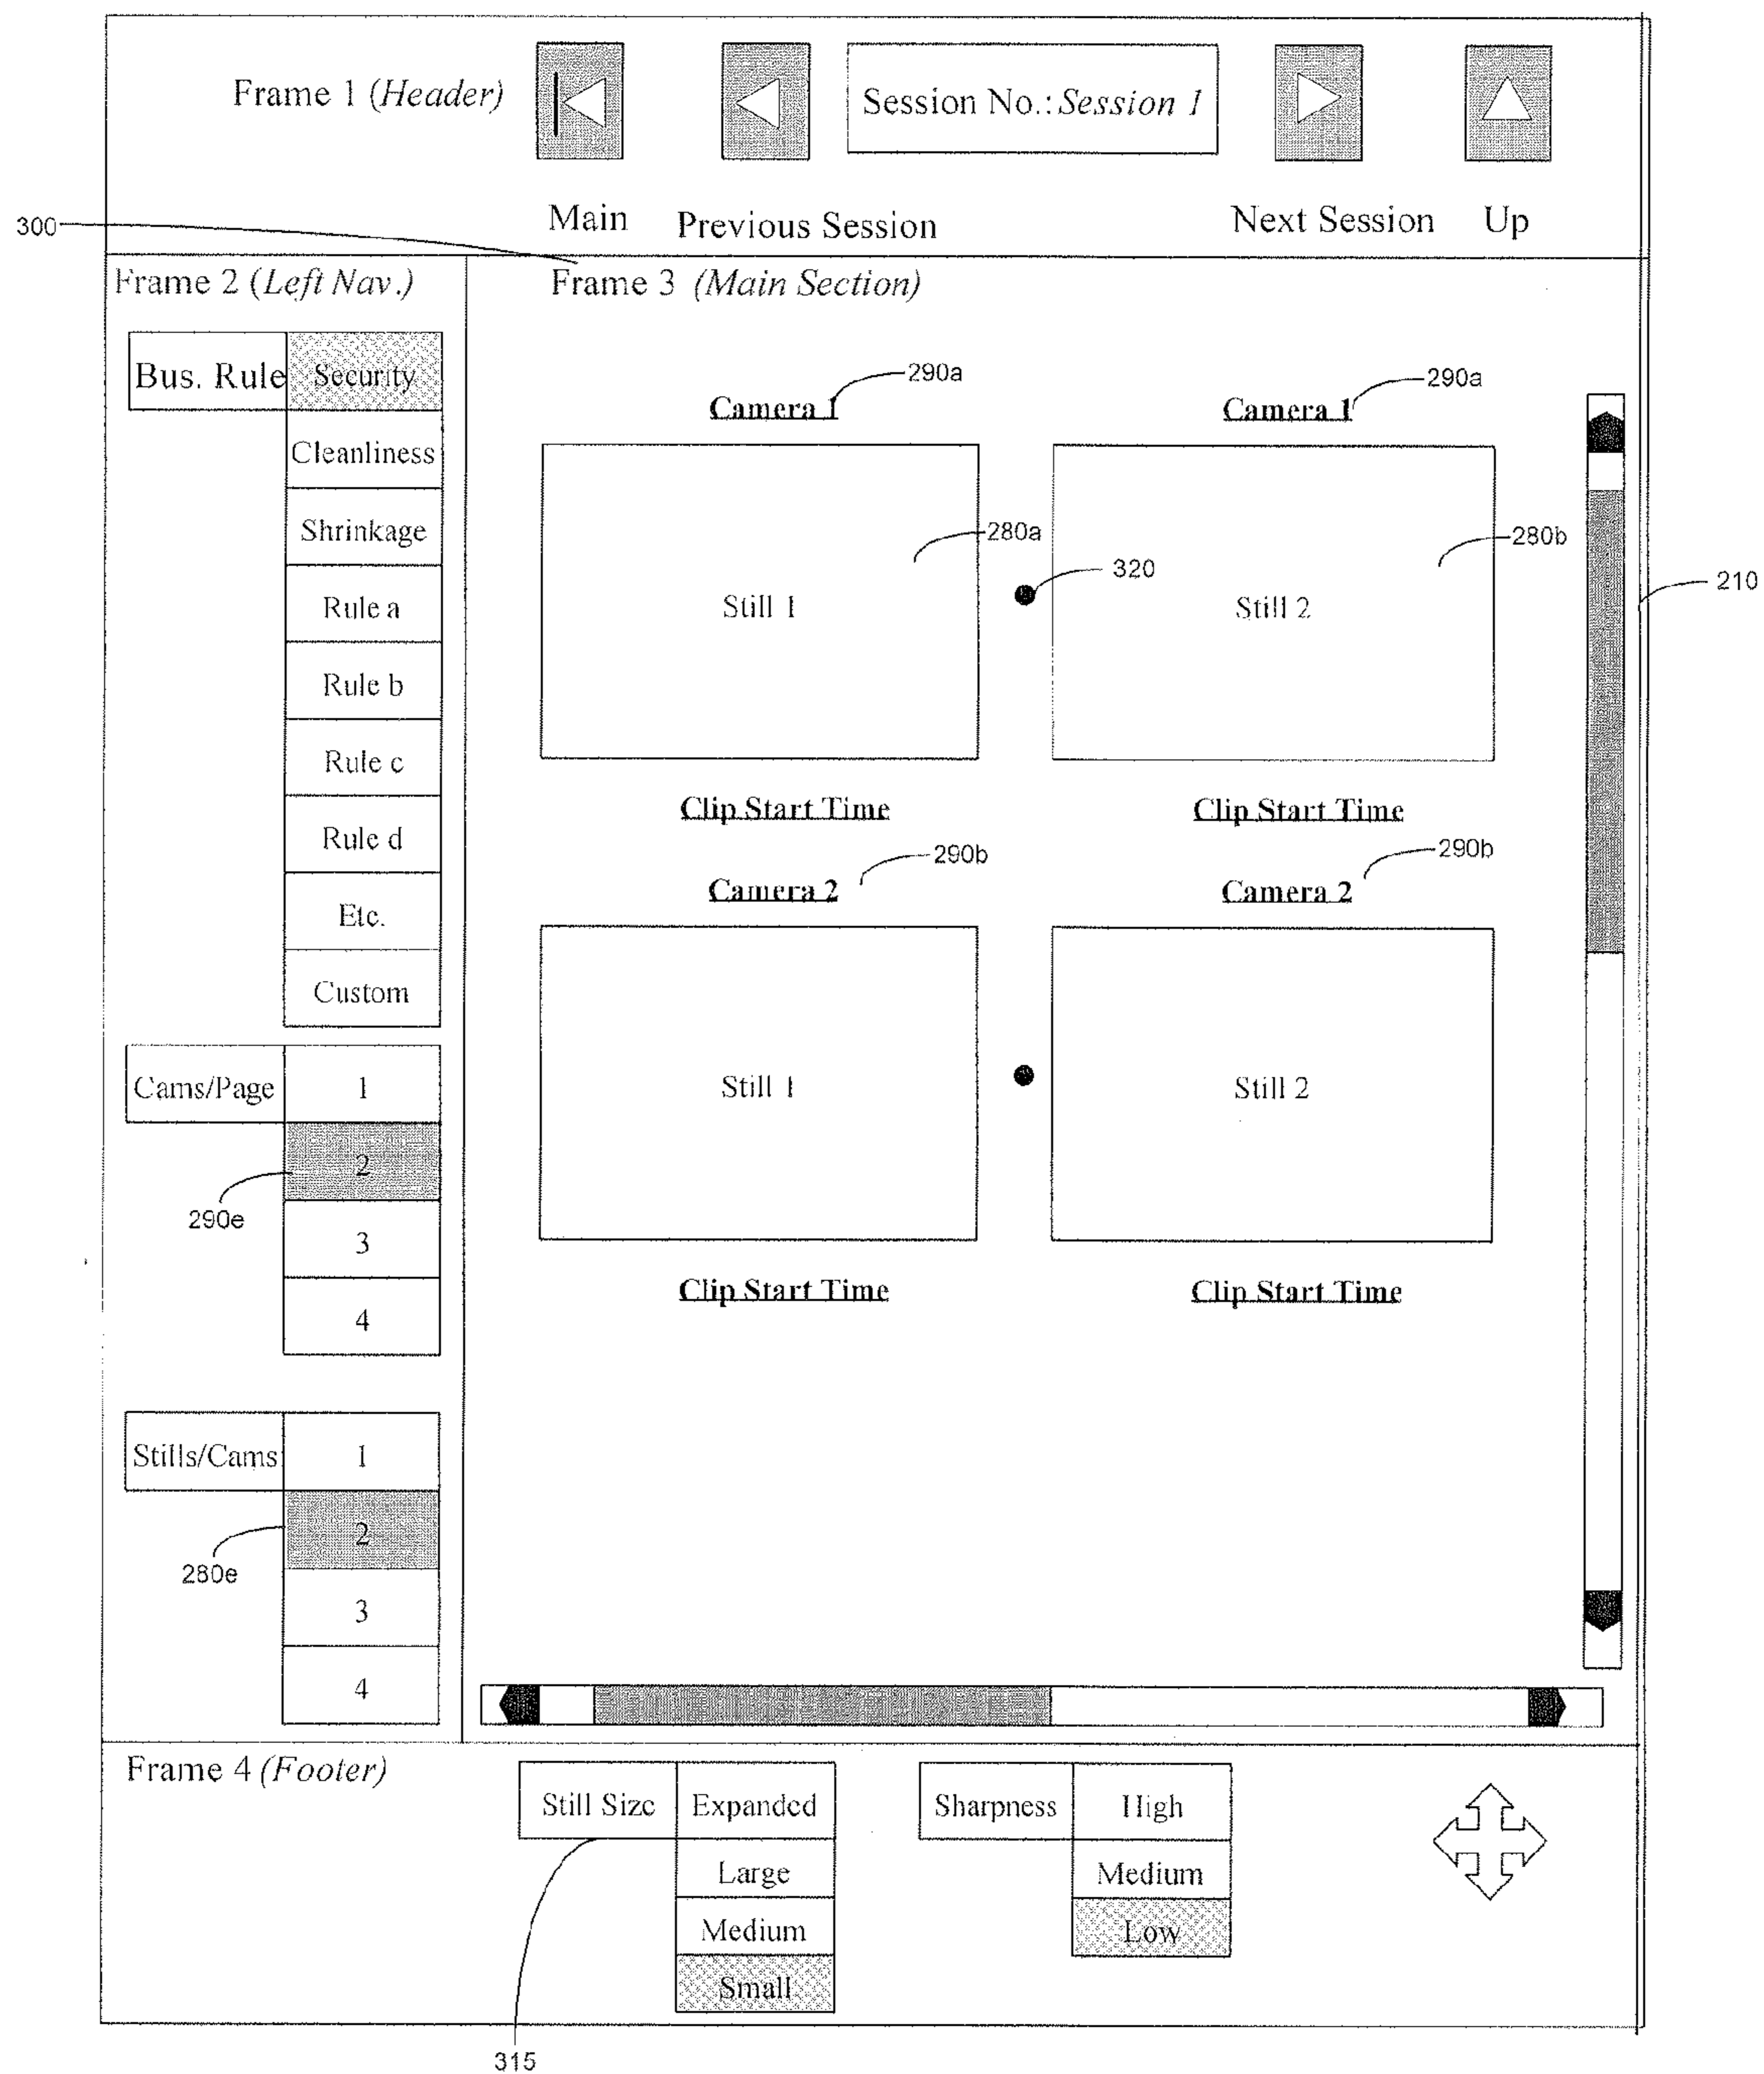 Frame 1 (Header)
Session No.: Session 1
Main
Previous Session
Next Session
Up
300
Frame 2 (Left Nav.)
Frame 3 (Main Section)
Bus. Rule
Security
Cleanliness
Shrinkage
Rule a
Rule b
Rule c
Rule d
Etc.
Custom
Cams/Page
1
2
3
4
290e
Stills/Cams
1
2
3
4
280e
Camera 1
290a
Camera 1
290a
Still 1
280a
320
Still 2
280b
210
Clip Start Time
Clip Start Time
Camera 2
290b
Camera 2
290b
Still 1
Still 2
Clip Start Time
Clip Start Time
Frame 4 (Footer)
Still Size
Expanded
Large
Medium
Small
Sharpness
High
Medium
Low
315